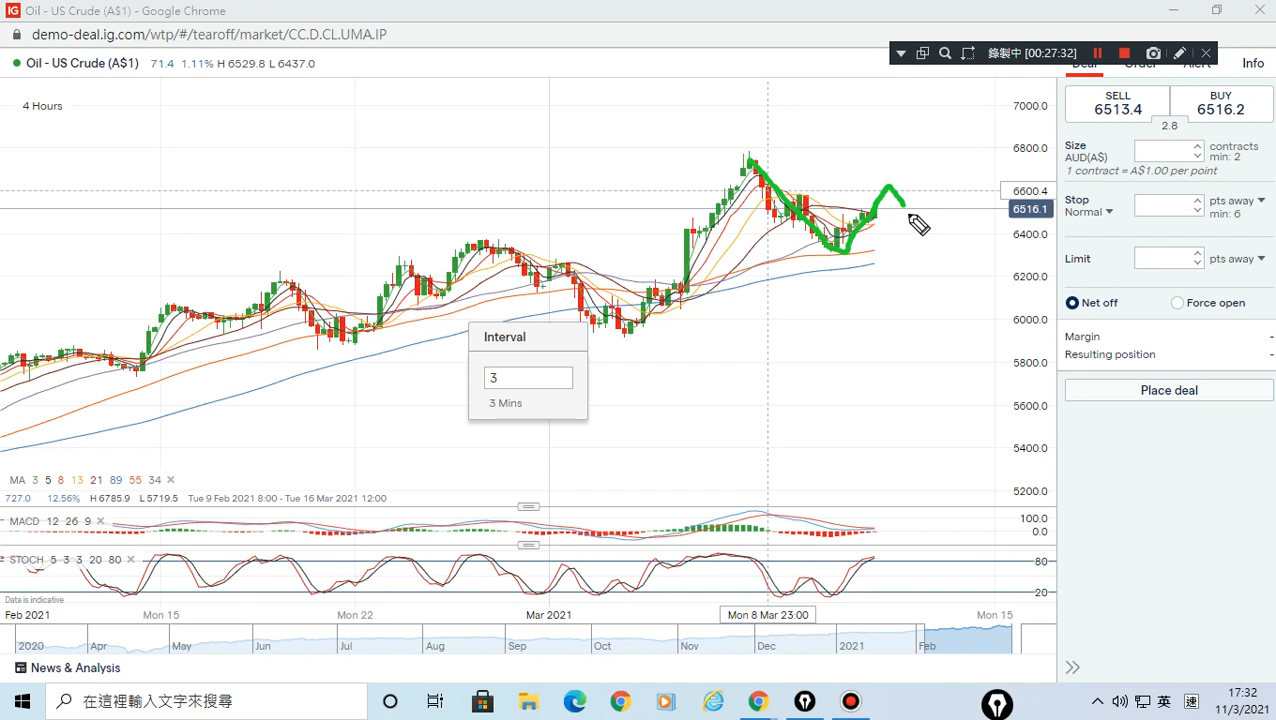 IG Oil - US Crude (A$1) - Google Chrome
demo-deal.ig.com/wtp/#/tearoff/market/CC.D.CL.UMA.IP
錄製中 [00:27:32]
Oil - US Crude (A$1) 71.4 1.11% H 6529.8 L 6437.0
Deal Order Alert Info
4 Hours
7000.0
6800.0
6600.4
6516.1
6400.0
6200.0
6000.0
5800.0
5600.0
5400.0
5200.0
SELL
6513.4
BUY
6516.2
2.8
Size
AUD(A$)
contracts
min: 2
1 contract = A$1.00 per point
Stop
Normal
pts away
min: 6
Limit
pts away
Net off
Force open
Margin -
Resulting position -
Place deal
Interval
3
3 Mins
MA 3 5 8 13 21 89 55 34
727.0 12.56% H 6785.9 L 5719.5 Tue 9 Feb 2021 8:00 - Tue 16 Mar 2021 12:00
MACD 12 26 9
100.0
0.0
STOCH 5 3 3 20 80
80
20
Data is indicative
Feb 2021 Mon 15 Mon 22 Mar 2021 Mon 8 Mar 23:00 Mon 15
2020 Apr May Jun Jul Aug Sep Oct Nov Dec 2021 Feb
News & Analysis
在這裡輸入文字來搜尋
英
17:32
11/3/2021